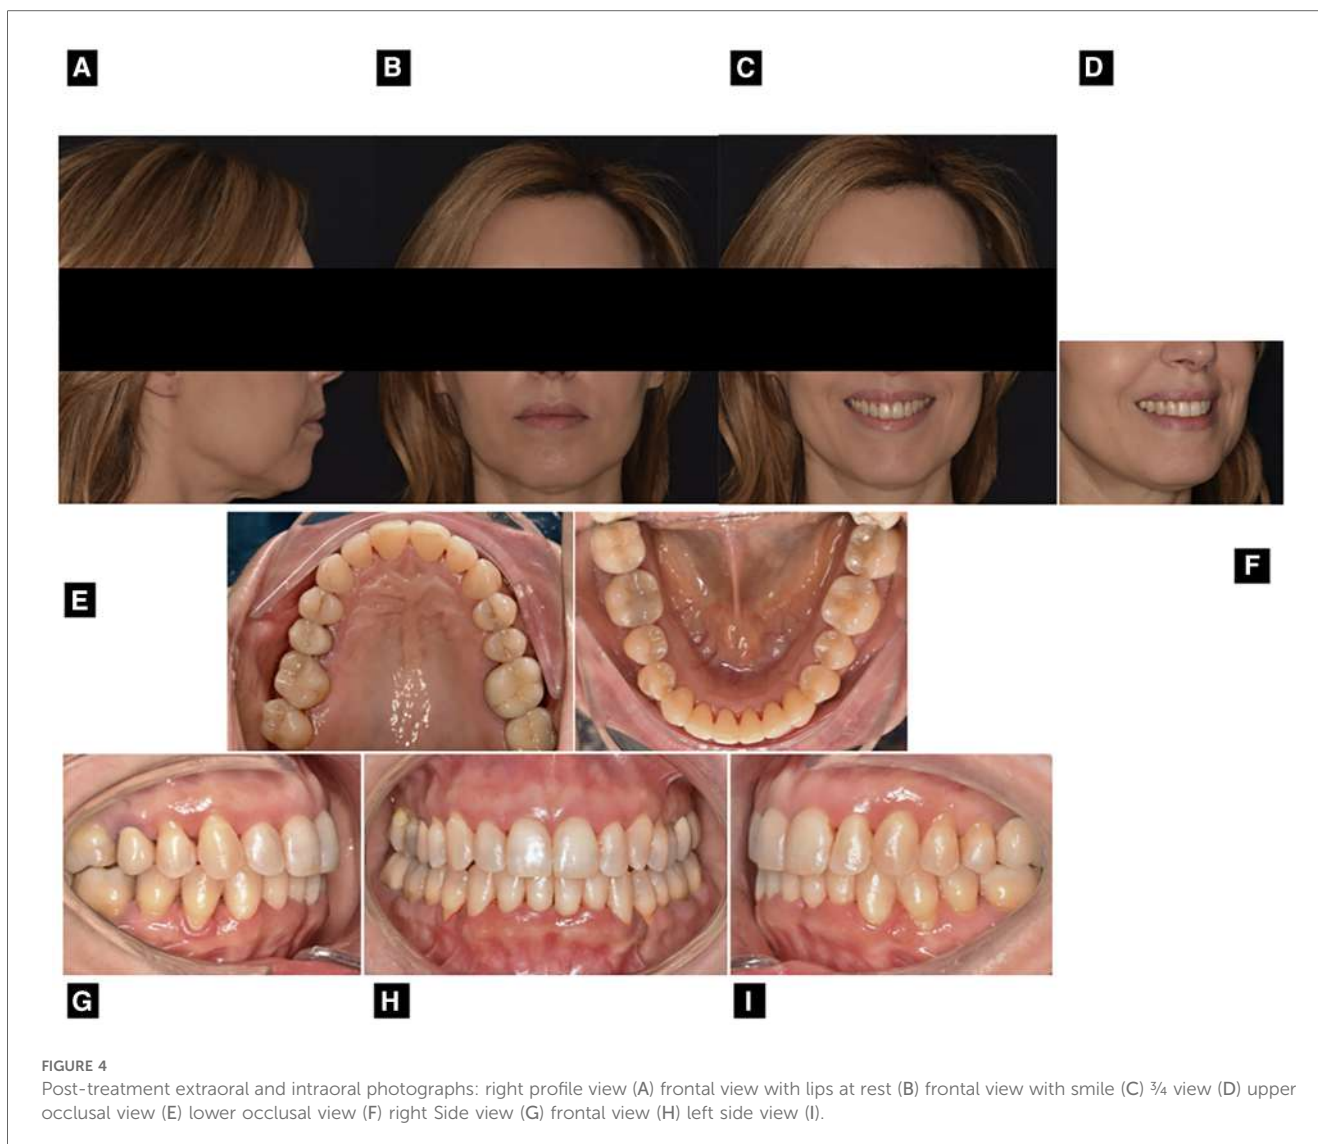 A
B
C
D
E
F
G
H
I
FIGURE 4
Post-treatment extraoral and intraoral photographs: right profile view (A) frontal view with lips at rest (B) frontal view with smile (C) ¾ view (D) upper
occlusal view (E) lower occlusal view (F) right Side view (G) frontal view (H) left side view (I).